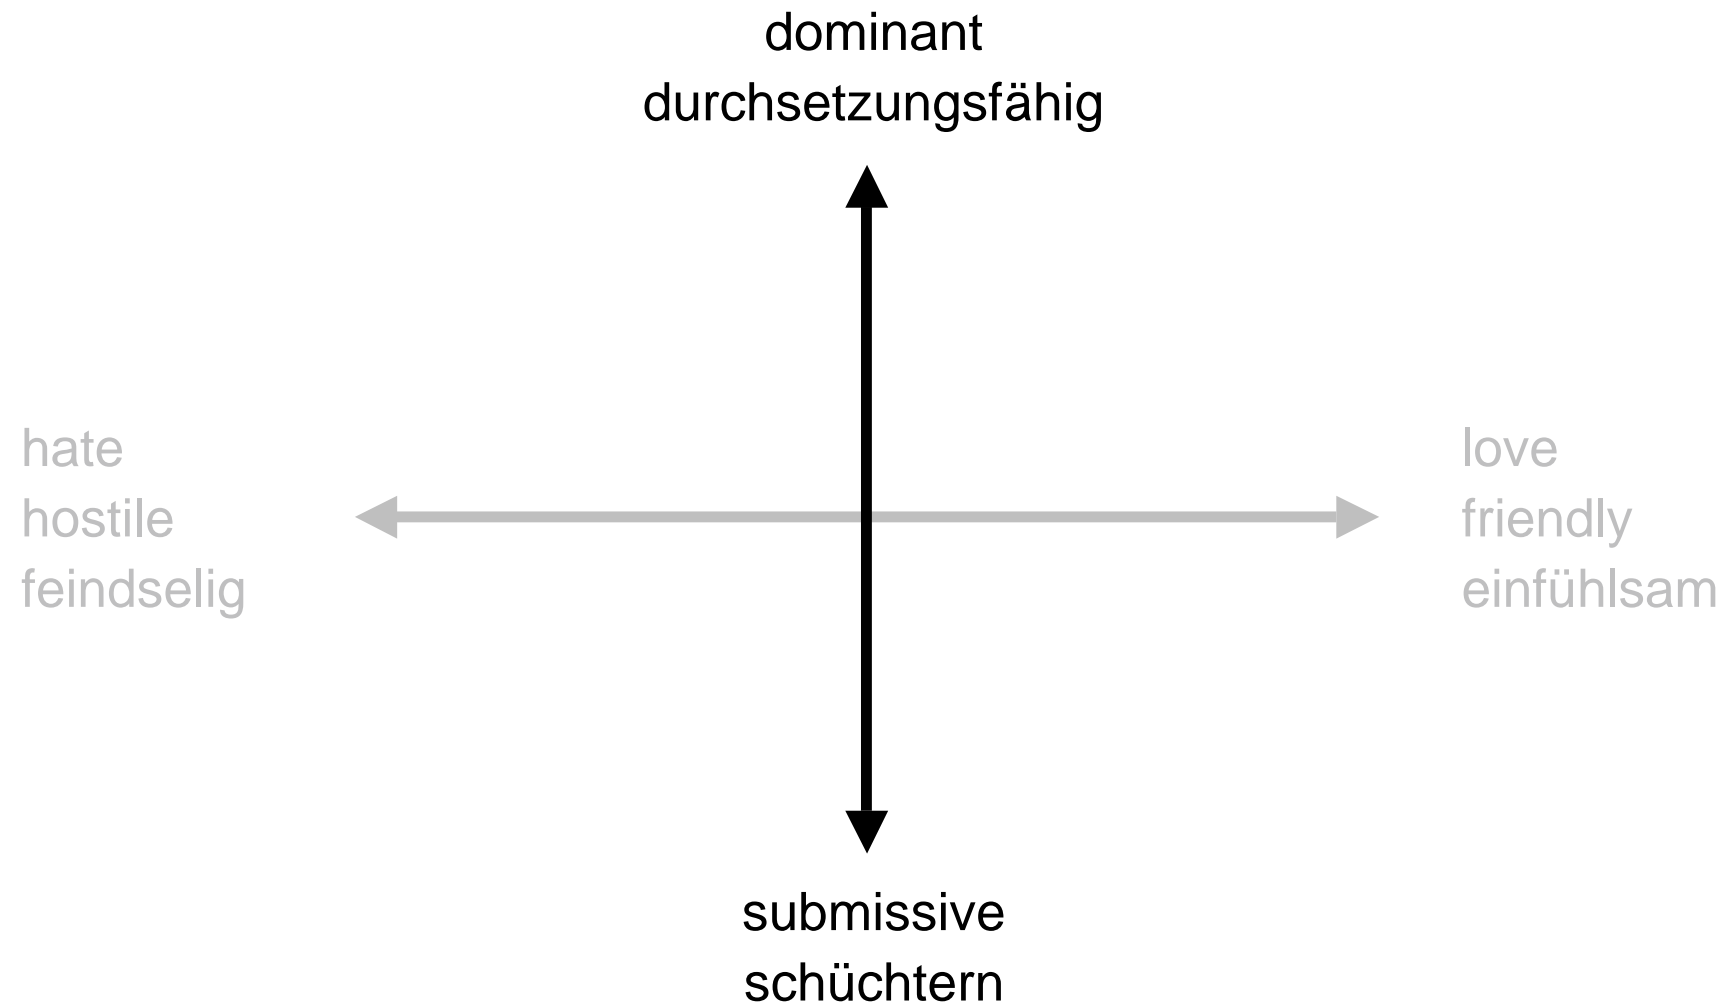 dominant
durchsetzungsfähig
hate
hostile
feindselig
love
friendly
einfühlsam
submissive
schüchtern